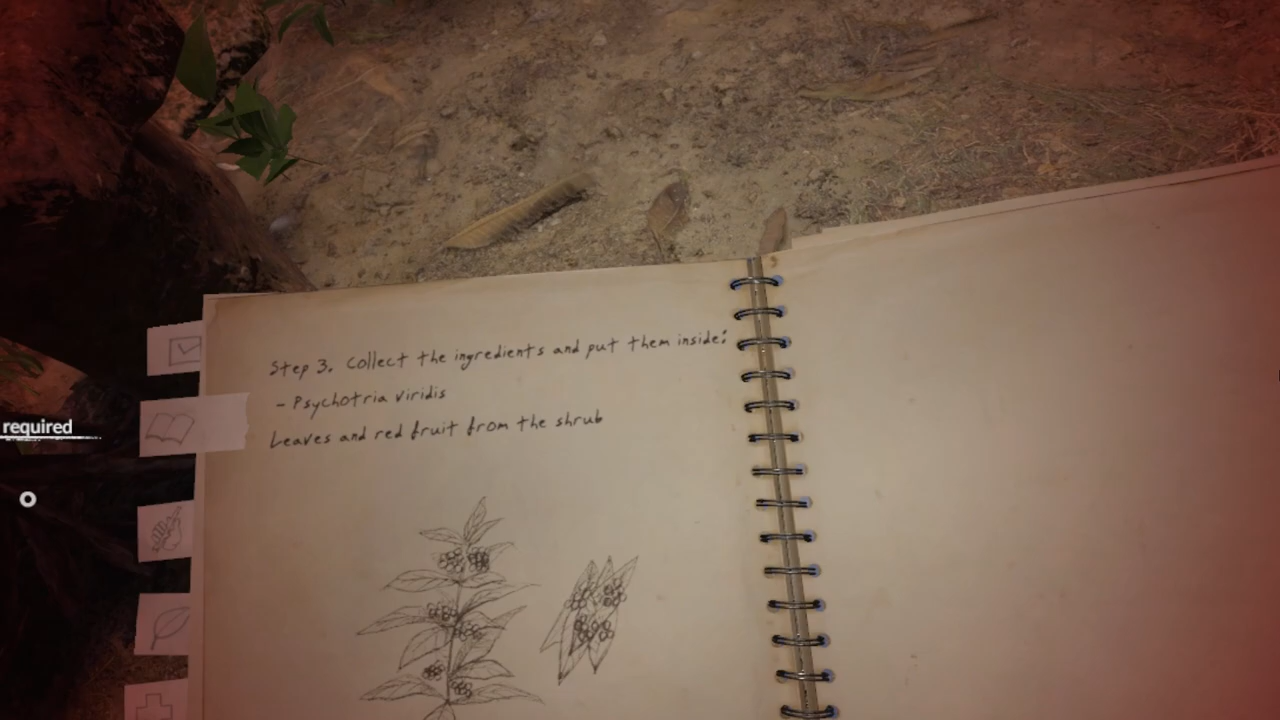 Step 3. Collect the ingredients and put them inside:
- Psychotria viridis
Leaves and red fruit from the shrub
required